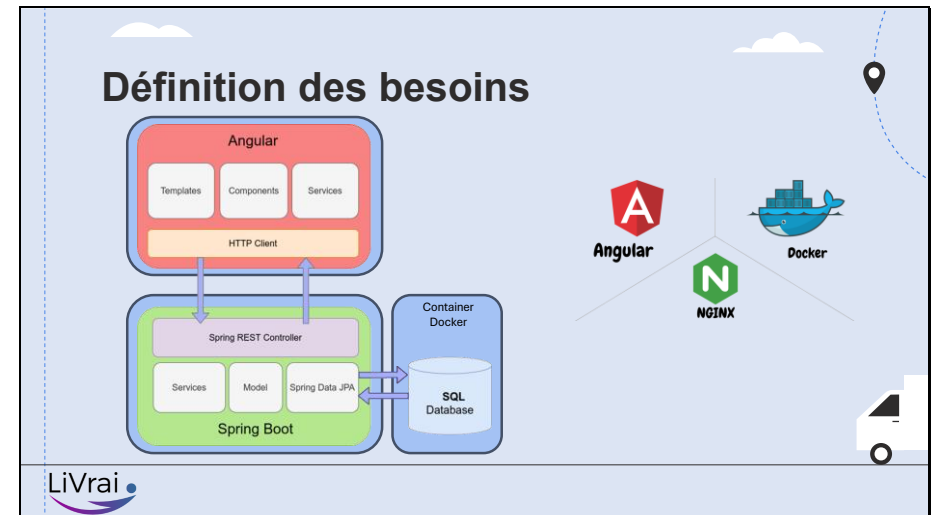 Définition des besoins
Angular
Templates
Components
Services
HTTP Client
Spring REST Controller
Services
Model
Spring Data JPA
Spring Boot
Container
Docker
SQL
Database
Angular
Docker
NGINX
LiVrai